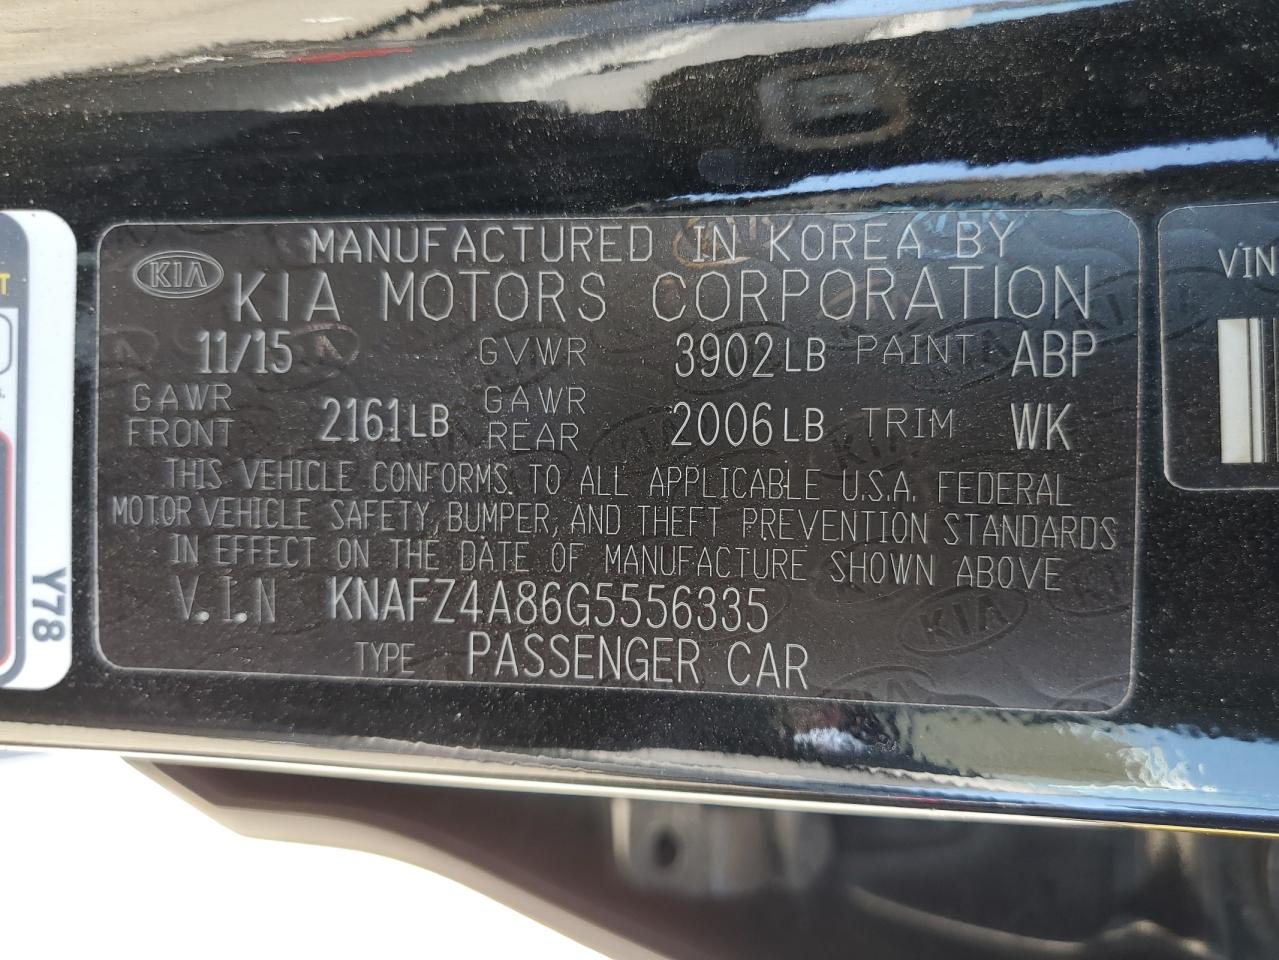 MANUFACTURED IN KOREA BY
KIA
KIA MOTORS CORPORATION
11/15 GVWR 3902LB PAINT ABP
GAWR FRONT 2161LB GAWR REAR 2006LB TRIM WK
THIS VEHICLE CONFORMS TO ALL APPLICABLE U.S.A. FEDERAL
MOTOR VEHICLE SAFETY, BUMPER, AND THEFT PREVENTION STANDARDS
IN EFFECT ON THE DATE OF MANUFACTURE SHOWN ABOVE
V.I.N KNAFZ4A86G5556335
TYPE PASSENGER CAR
VIN
Y78